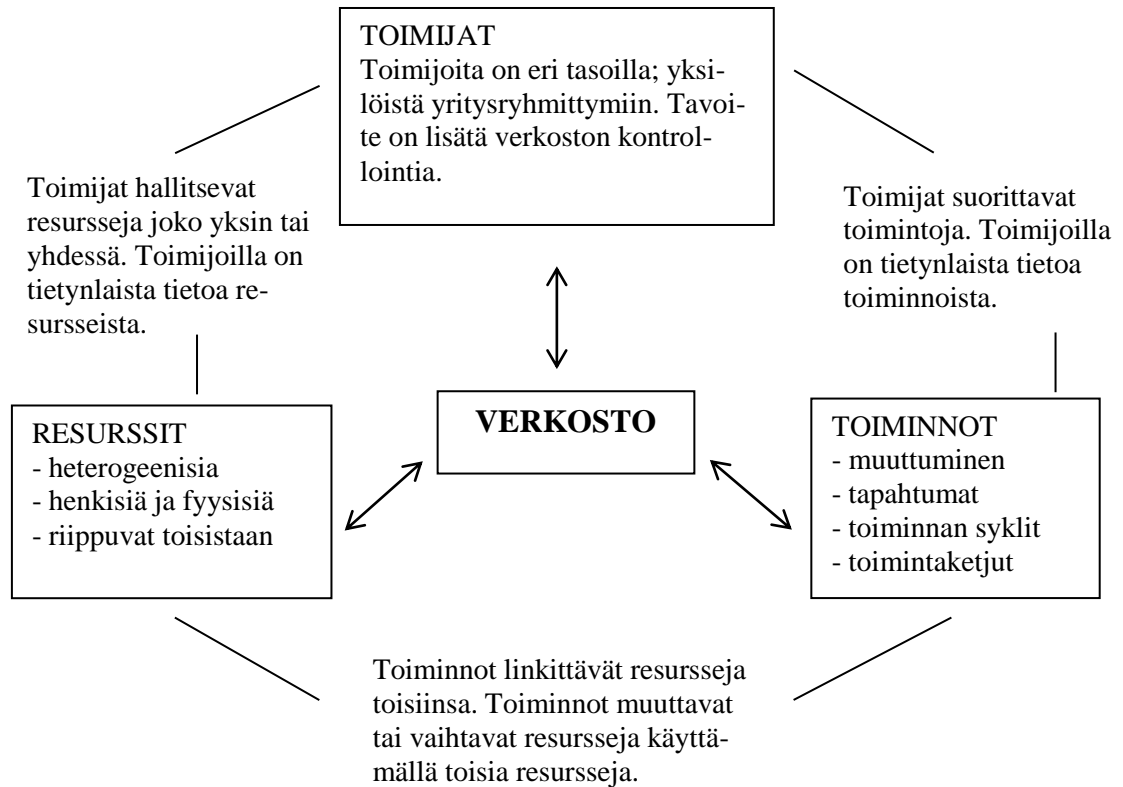 TOIMIJAT
Toimijoita on eri tasoilla; yksi-
löistä yritysryhmittymiin. Tavoi-
te on lisätä verkoston kontrol-
lointia.
Toimijat hallitsevat
resursseja joko yksin tai
yhdessä. Toimijoilla on
tietynlaista tietoa re-
sursseista.
Toimijat suorittavat
toimintoja. Toimijoilla
on tietynlaista tietoa
toiminnoista.
VERKOSTO
RESURSSIT
- heterogeenisia
- henkisiä ja fyysisiä
- riippuvat toisistaan
TOIMINNOT
- muuttuminen
- tapahtumat
- toiminnan syklit
- toimintaketjut
Toiminnot linkittävät resursseja
toisiinsa. Toiminnot muuttavat
tai vaihtavat resursseja käyttä-
mällä toisia resursseja.